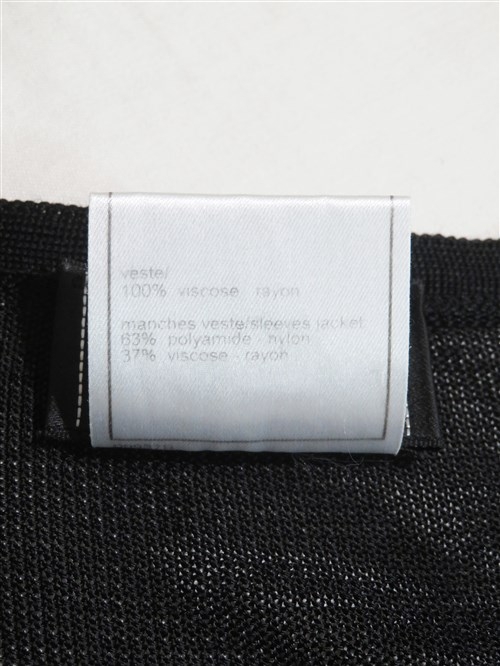 veste/
100% viscose - rayon
manches veste/sleeves jacket
63% polyamide - nylon
37% viscose - rayon